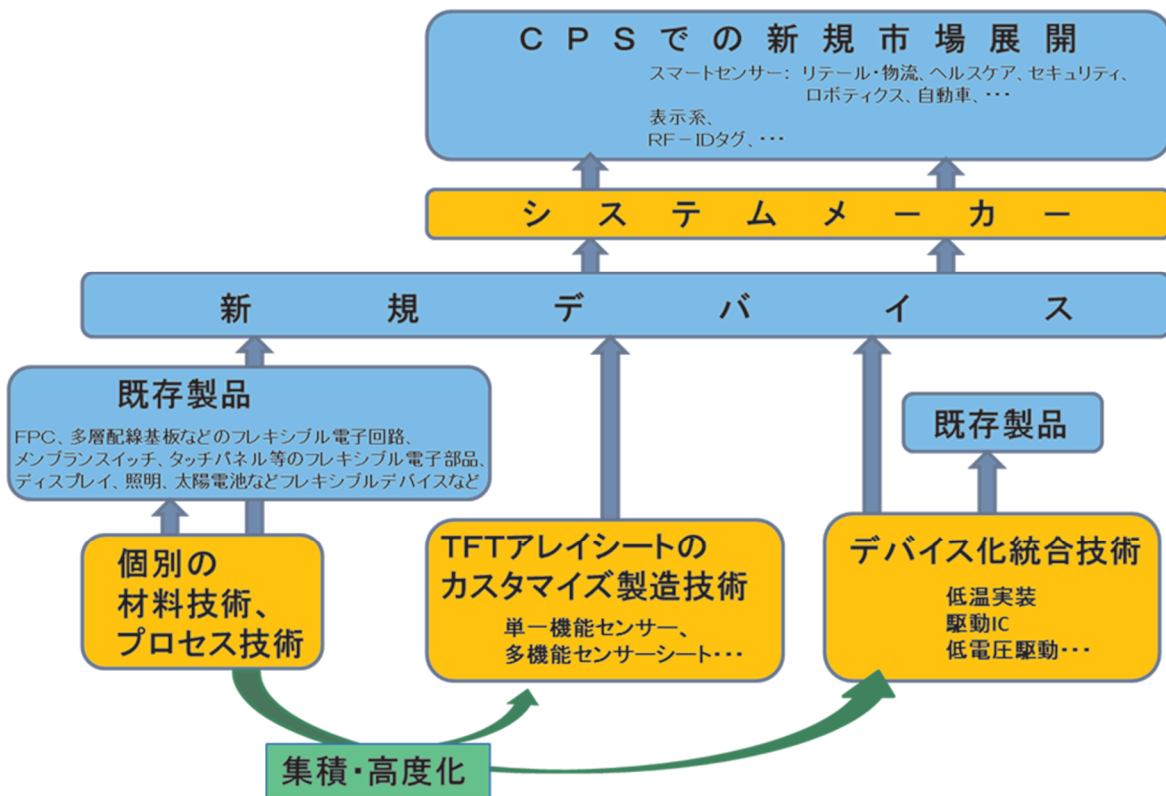 CPSでの新規市場展開
スマートセンサー: リテール・物流、ヘルスケア、セキュリティ、
ロボティクス、自動車、・・・
表示系、
RF-IDタグ、・・・
システムメーカー
新規デバイス
既存製品
FPC、多層配線基板などのフレキシブル電子回路、
メンブランスイッチ、タッチパネル等のフレキシブル電子部品、
ディスプレイ、照明、太陽電池などフレキシブルデバイスなど
既存製品
個別の
材料技術、
プロセス技術
TFTアレイシートの
カスタマイズ製造技術
単一機能センサー、
多機能センサーシート・・・
デバイス化統合技術
低温実装
駆動IC
低電圧駆動・・・
集積・高度化